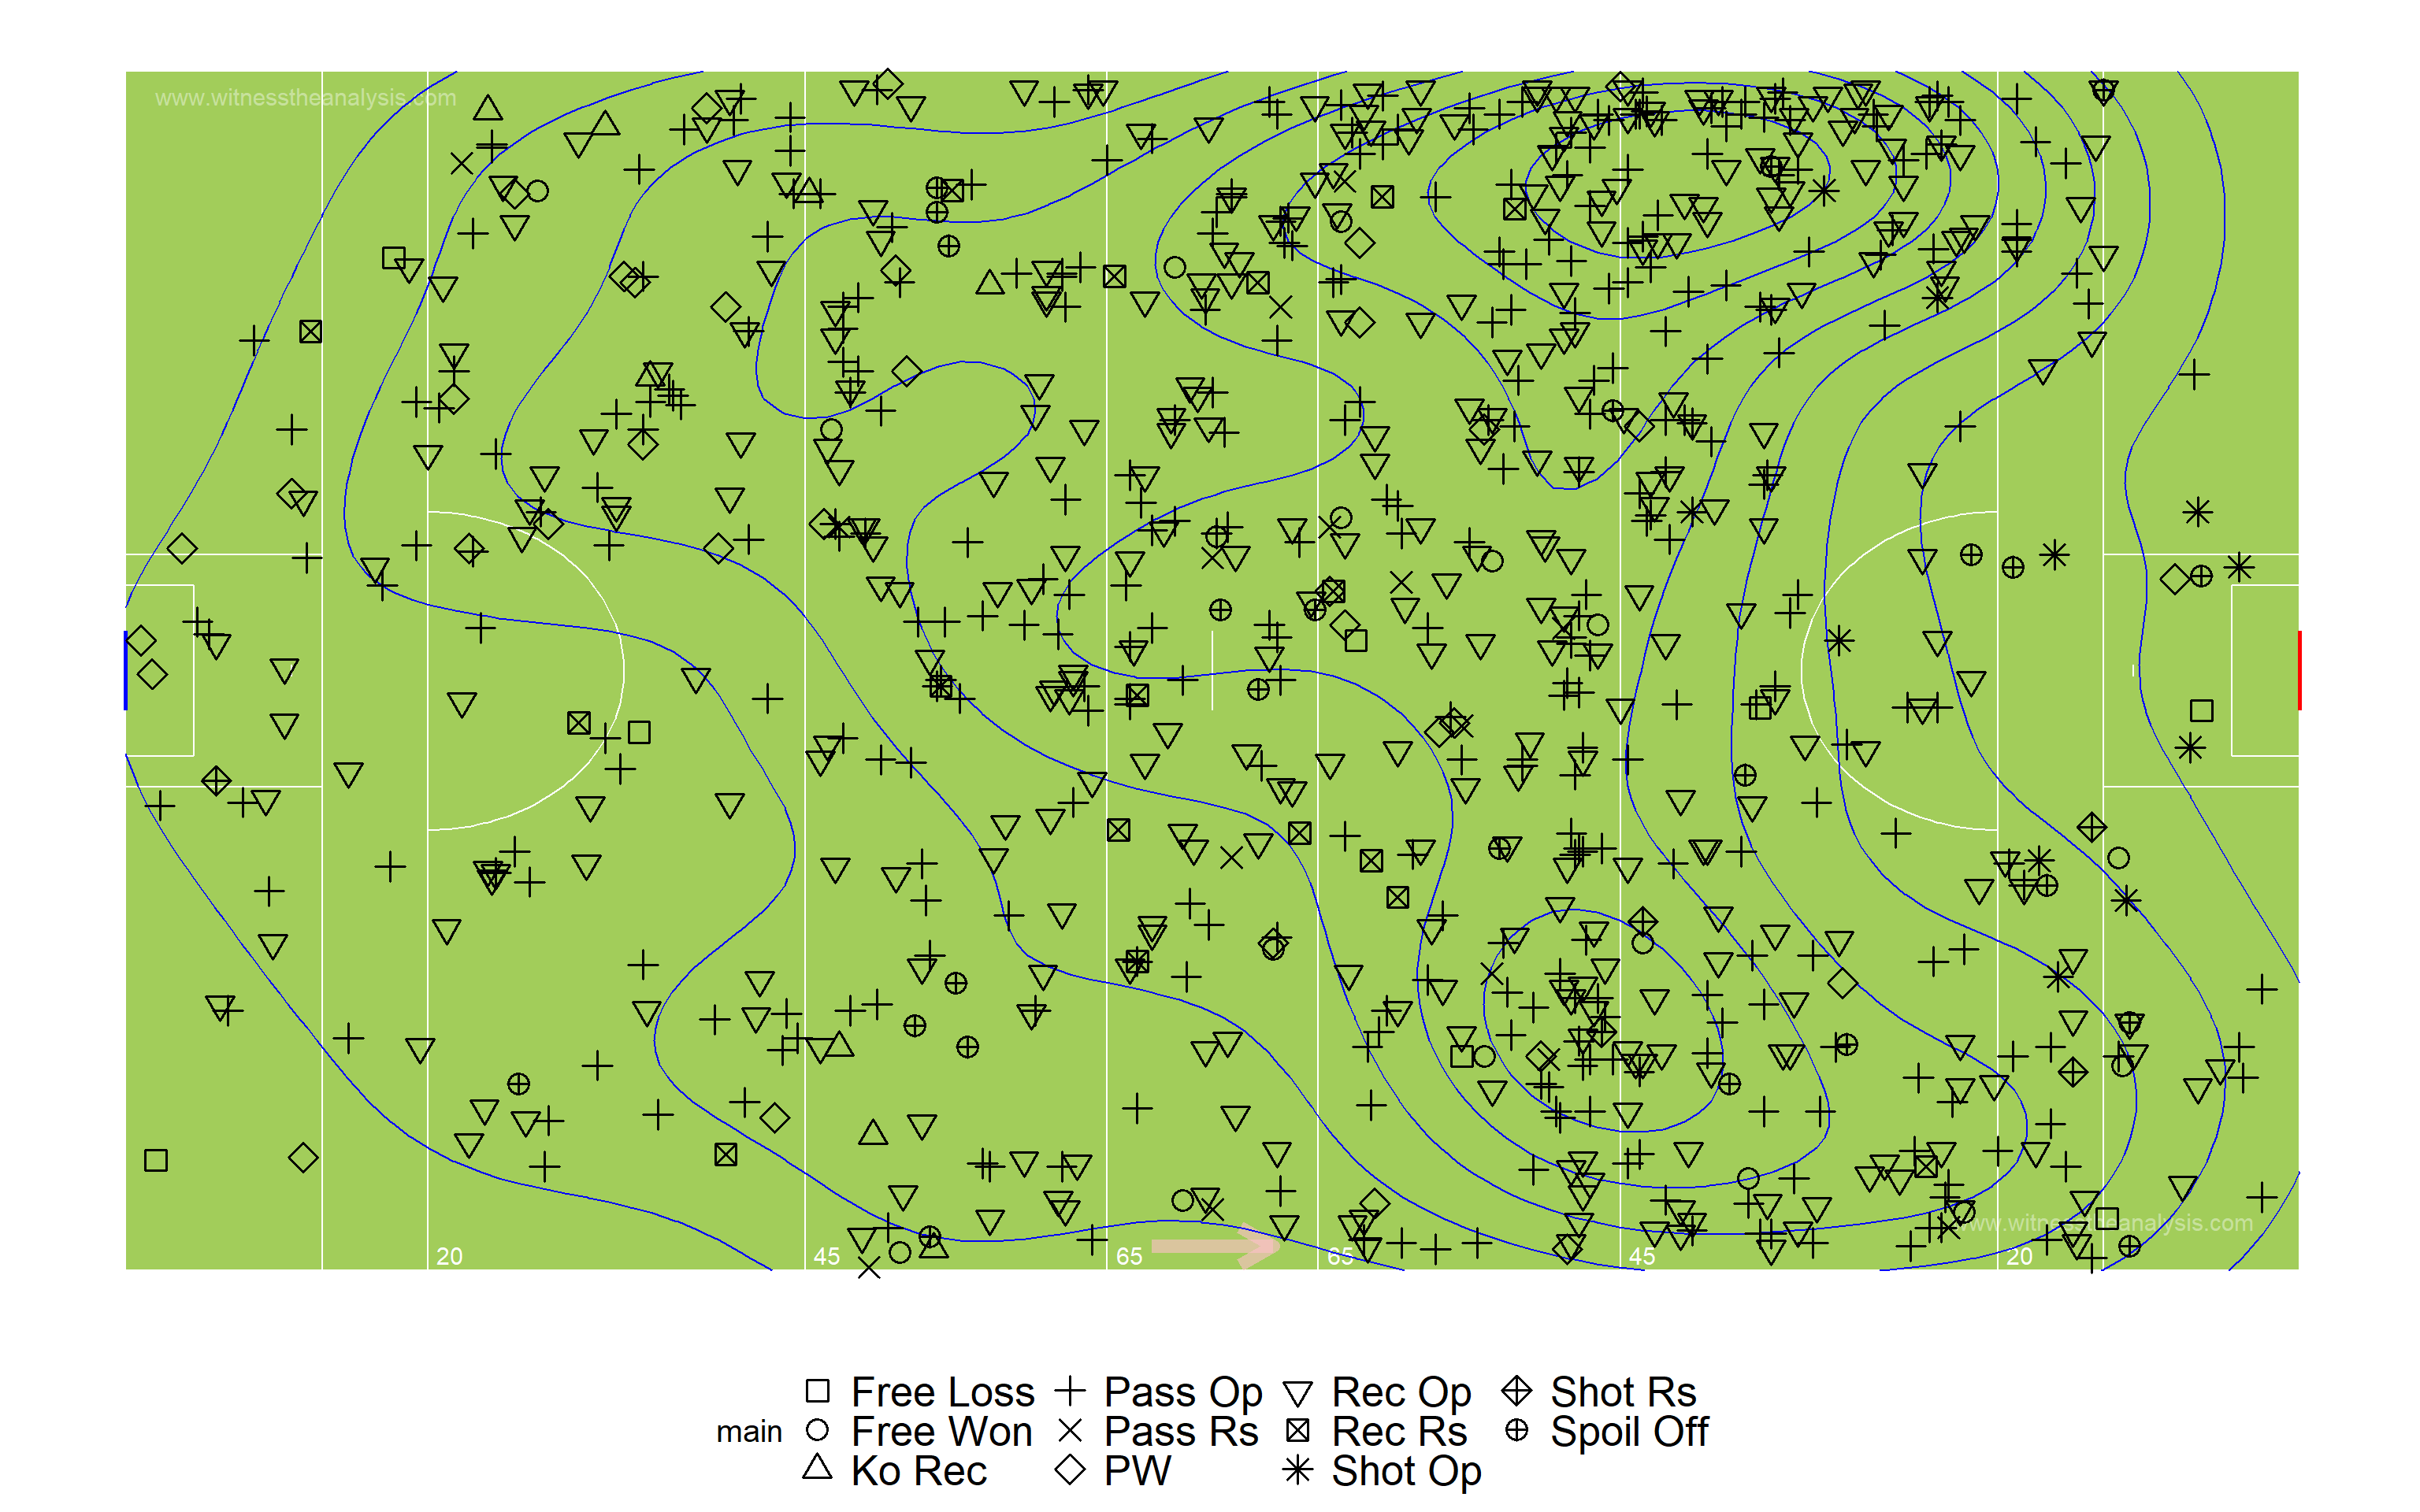 www.witnesstheanalysis.com
www.witnesstheanalysis.com
20 45 65 65 45 20
Free Loss Pass Op Rec Op Shot Rs
main Free Won Pass Rs Rec Rs Spoil Off
Ko Rec PW Shot Op